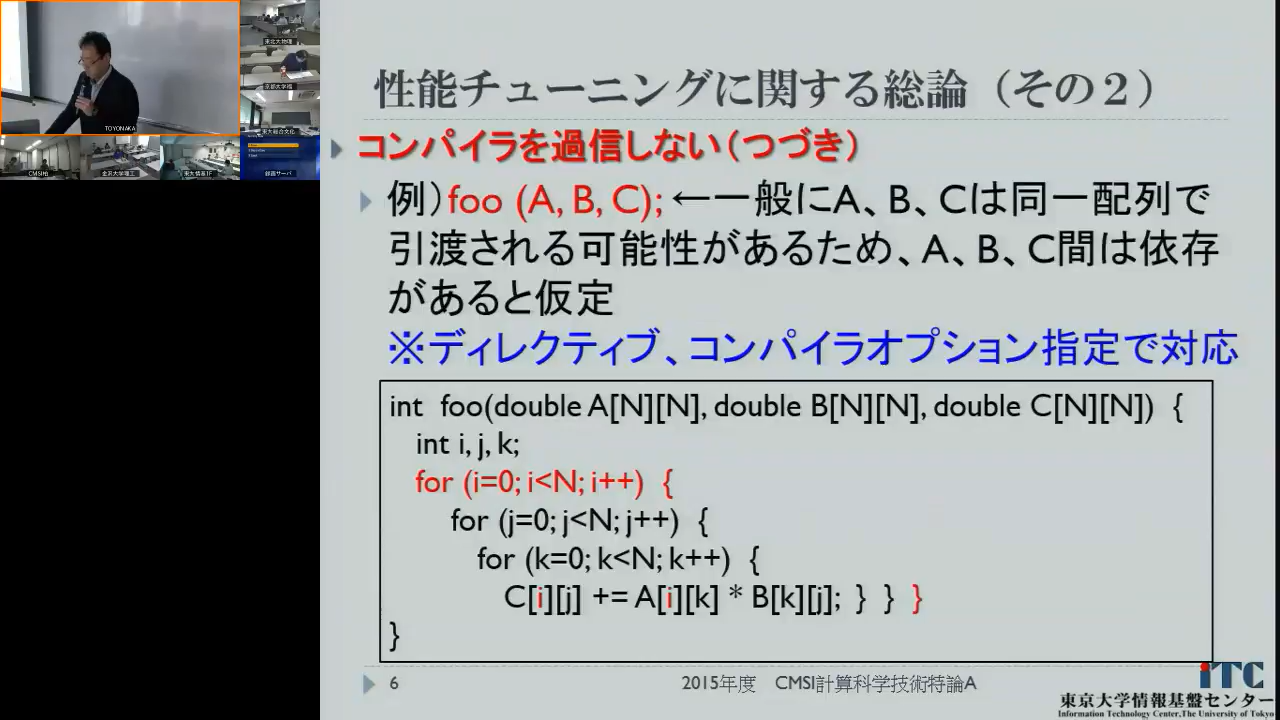 TOYONAKA
東北大物理
京都大学福
東大総合文化
CMSI柏
金沢大学理工
東大情基1F
録画サーバ
性能チューニングに関する総論（その２）
コンパイラを過信しない（つづき）
例）foo (A, B, C); ←一般にA、B、Cは同一配列で
引渡される可能性があるため、A、B、C間は依存
があると仮定
※ディレクティブ、コンパイラオプション指定で対応
int foo(double A[N][N], double B[N][N], double C[N][N]) {
int i, j, k;
for (i=0; i<N; i++) {
for (j=0; j<N; j++) {
for (k=0; k<N; k++) {
C[i][j] += A[i][k] * B[k][j]; } } }
}
6
2015年度　CMSI計算科学技術特論A
iTC
東京大学情報基盤センター
Information Technology Center, The University of Tokyo